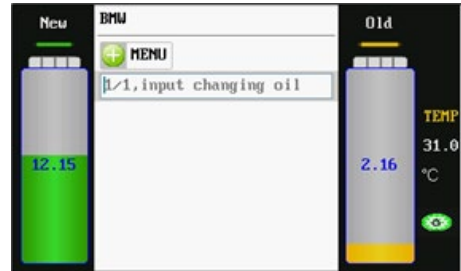 New
BMW
MENU
1/1,input changing oil
12.15
Old
2.16
TEMP
31.0
°C